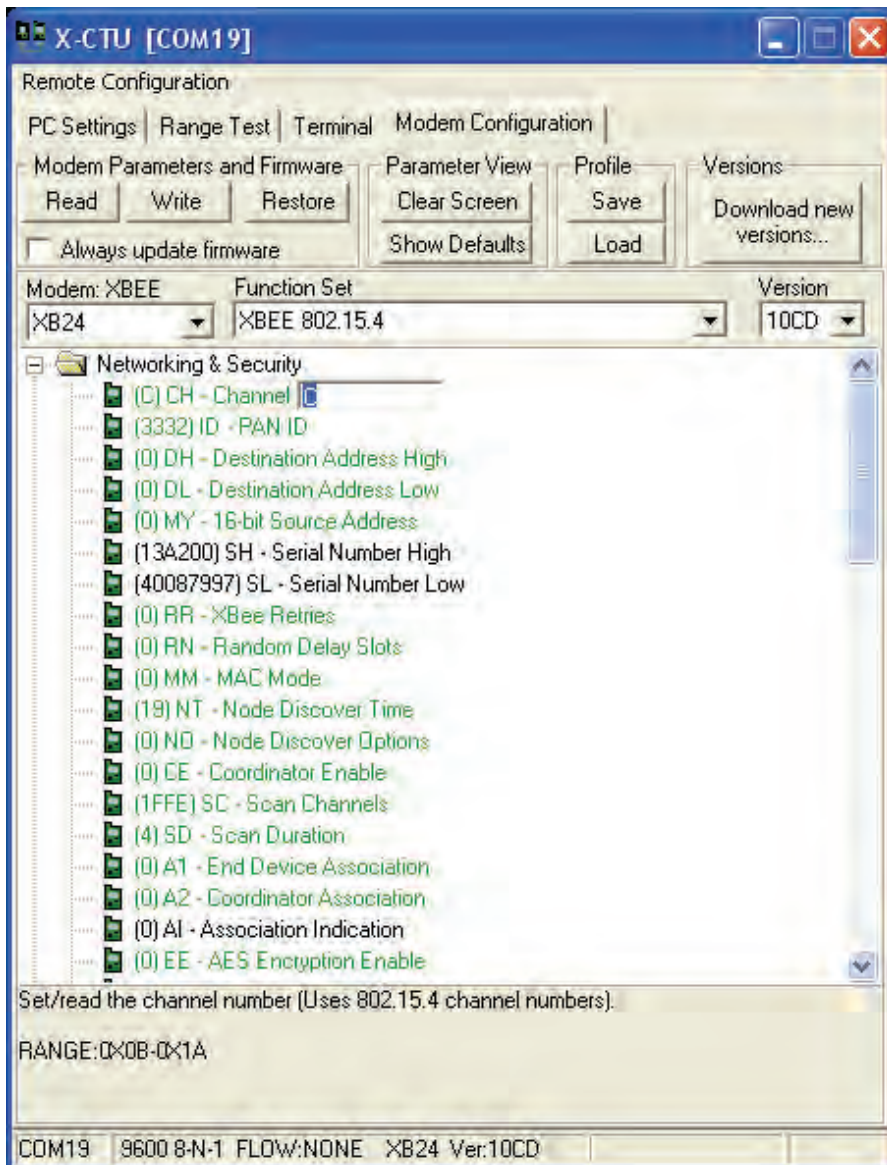 X-CTU [COM19]
Remote Configuration
PC Settings Range Test Terminal Modem Configuration
Modem Parameters and Firmware Parameter View Profile Versions
Read Write Restore Clear Screen Save Download new versions...
Always update firmware Show Defaults Load
Modem: XBEE Function Set Version
XB24 XBEE 802.15.4 10CD
Networking & Security
(C) CH - Channel C
(3332) ID - PAN ID
(0) DH - Destination Address High
(0) DL - Destination Address Low
(0) MY - 16-bit Source Address
(13A200) SH - Serial Number High
(40087997) SL - Serial Number Low
(0) RR - XBee Retries
(0) RN - Random Delay Slots
(0) MM - MAC Mode
(19) NT - Node Discover Time
(0) NO - Node Discover Options
(0) CE - Coordinator Enable
(1FFE) SC - Scan Channels
(4) SD - Scan Duration
(0) A1 - End Device Association
(0) A2 - Coordinator Association
(0) AI - Association Indication
(0) EE - AES Encryption Enable
Set/read the channel number (Uses 802.15.4 channel numbers).
RANGE:0X0B-0X1A
COM19 9600 8-N-1 FLOW:NONE XB24 Ver:10CD